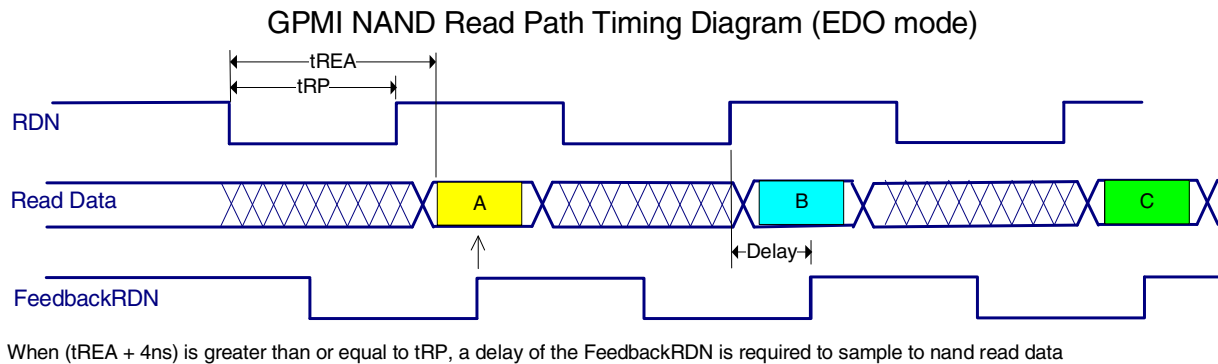 GPMI NAND Read Path Timing Diagram (EDO mode)
tREA
tRP
RDN
Read Data
A
B
C
Delay
FeedbackRDN
When (tREA + 4ns) is greater than or equal to tRP, a delay of the FeedbackRDN is required to sample to nand read data